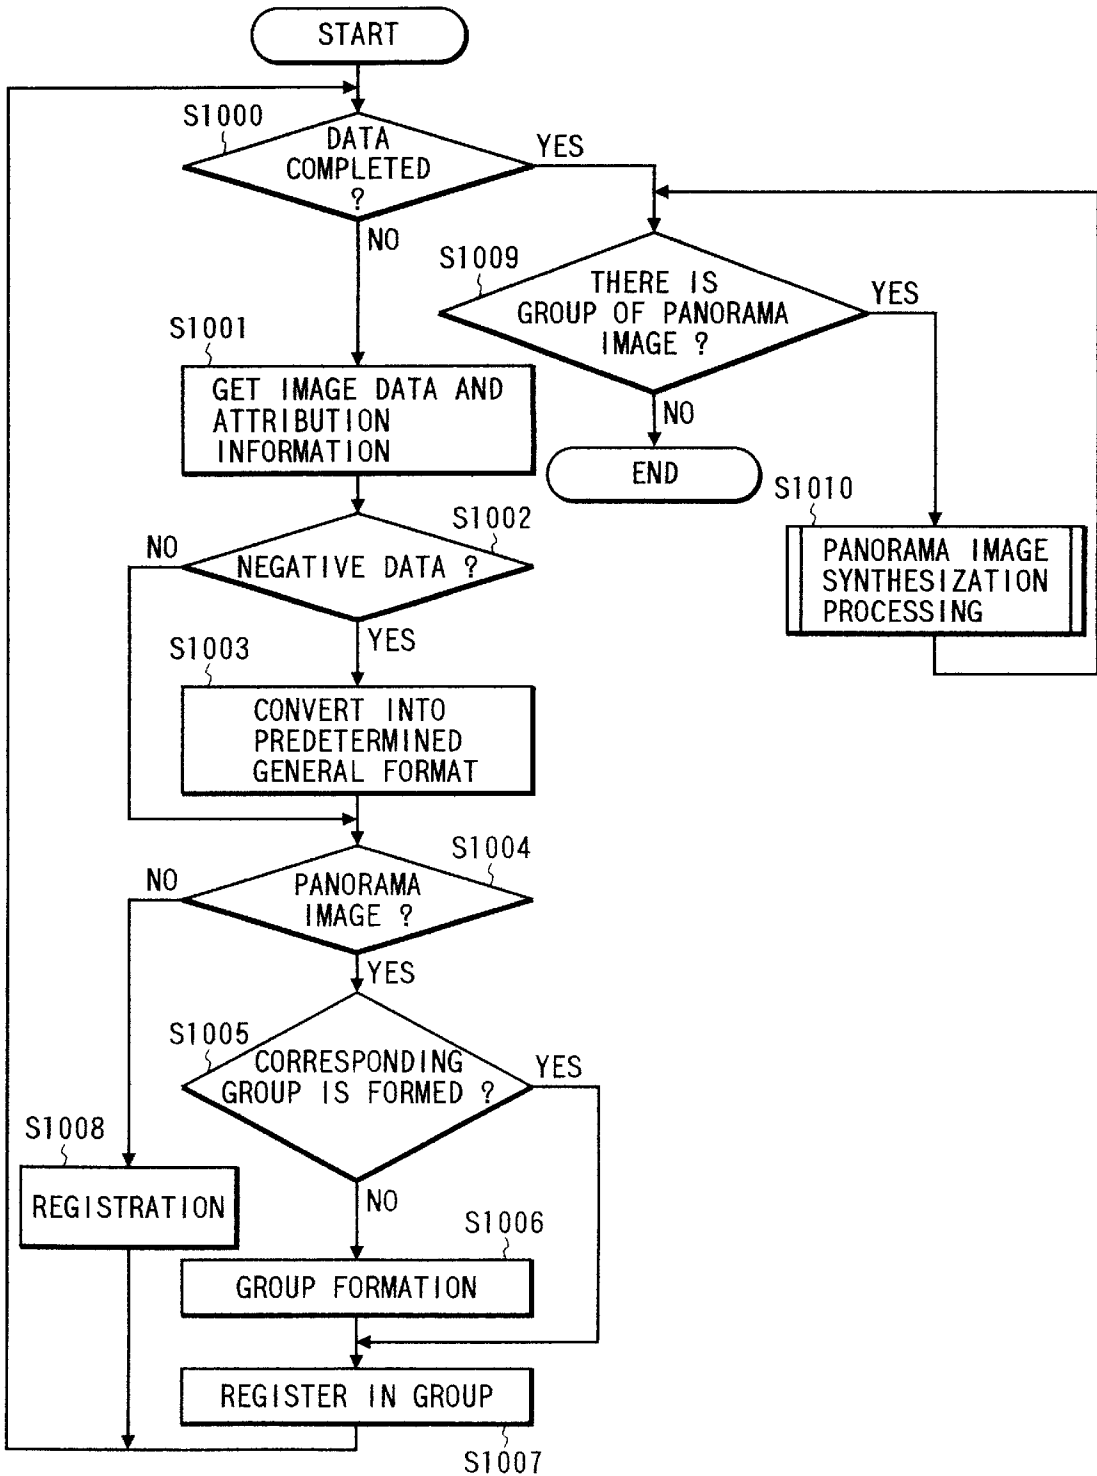 START
S1000
DATA
COMPLETED
?
YES
NO
S1009
THERE IS
GROUP OF PANORAMA
IMAGE ?
YES
NO
END
S1001
GET IMAGE DATA AND
ATTRIBUTION
INFORMATION
S1010
PANORAMA IMAGE
SYNTHESIZATION
PROCESSING
S1002
NO
NEGATIVE DATA ?
YES
S1003
CONVERT INTO
PREDETERMINED
GENERAL FORMAT
S1004
NO
PANORAMA
IMAGE ?
YES
S1005
CORRESPONDING
GROUP IS FORMED ?
YES
NO
S1008
REGISTRATION
S1006
GROUP FORMATION
REGISTER IN GROUP
S1007